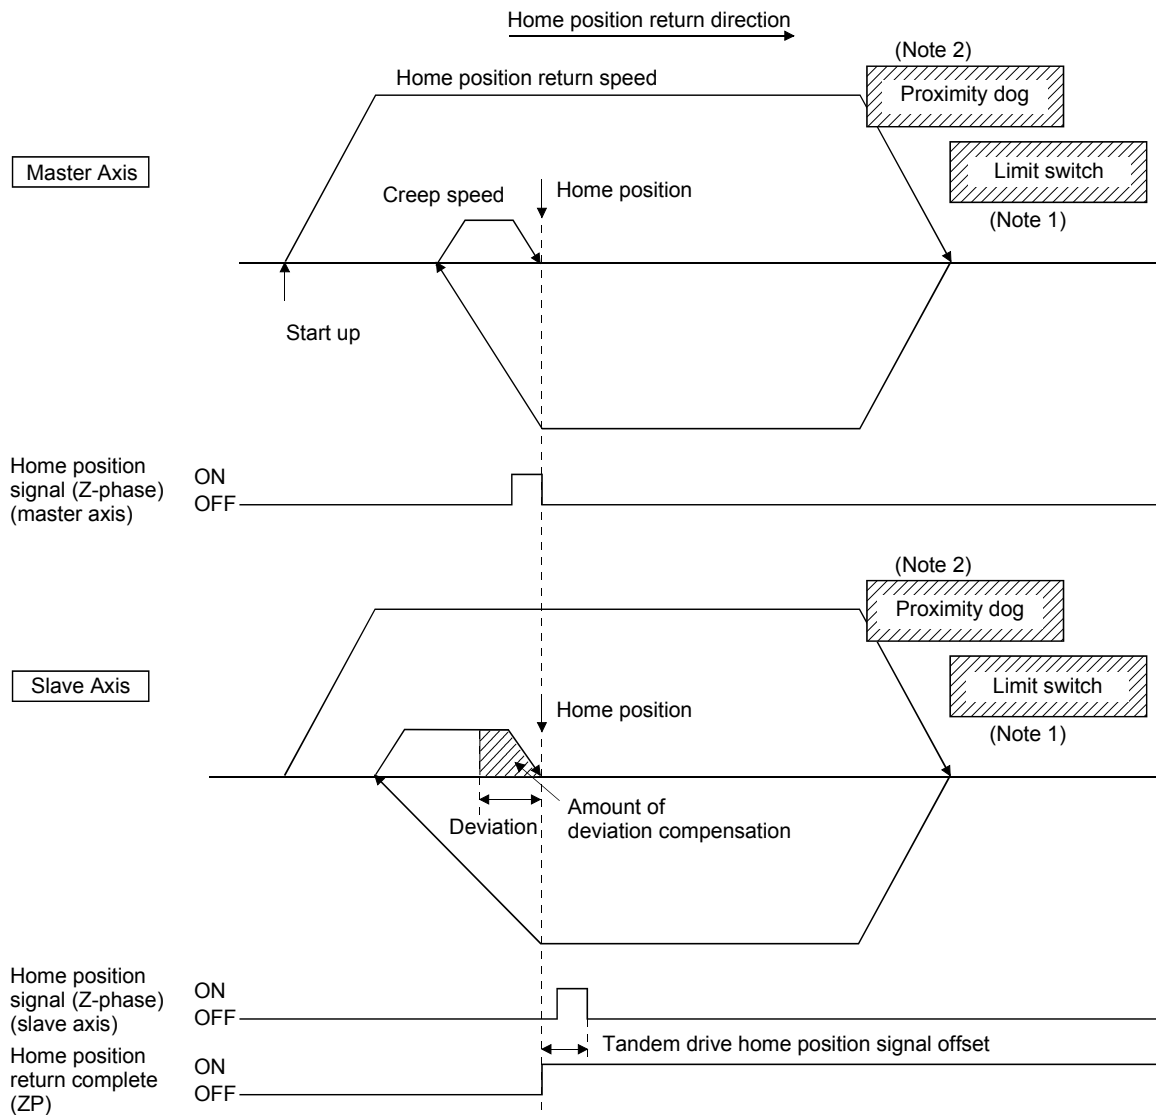 Home position return direction
(Note 2)
Home position return speed
Proximity dog
Master Axis
Limit switch
Creep speed
Home position
(Note 1)
Start up
Home position
signal (Z-phase)
(master axis)
ON
OFF
(Note 2)
Proximity dog
Slave Axis
Limit switch
Home position
(Note 1)
Amount of
deviation compensation
Deviation
Home position
signal (Z-phase)
(slave axis)
ON
OFF
Tandem drive home position signal offset
Home position
return complete
(ZP)
ON
OFF